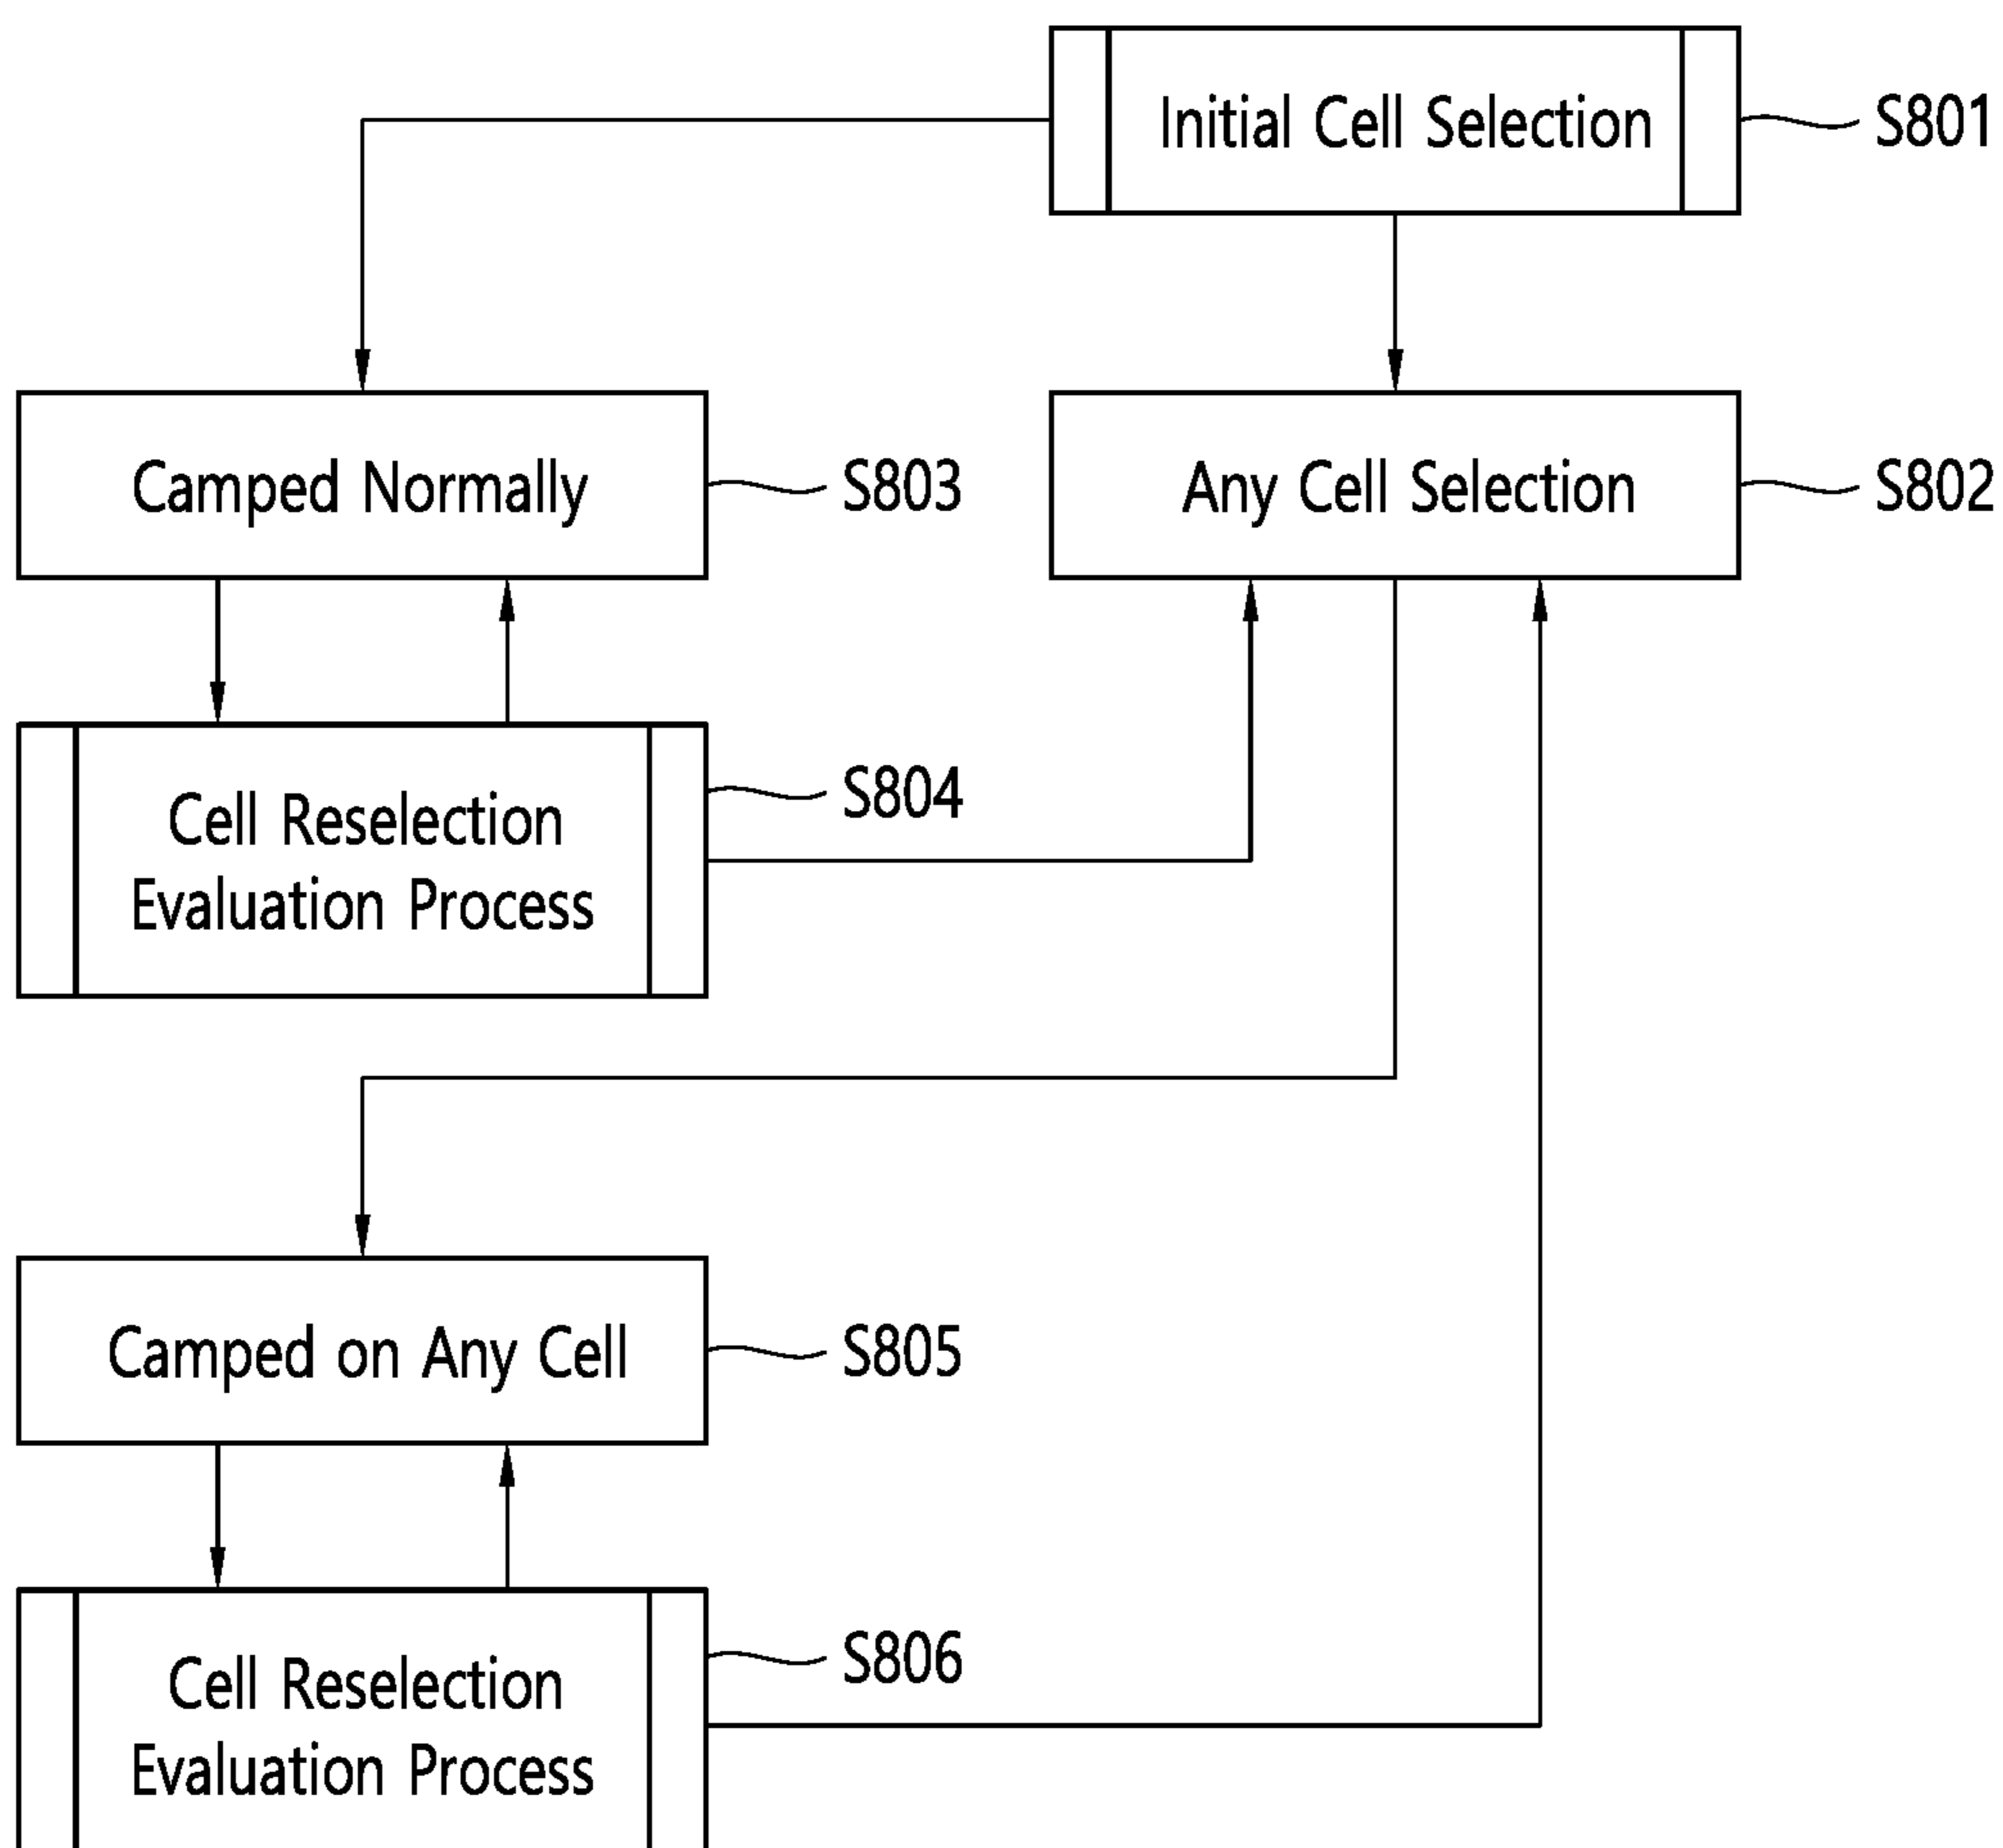 Initial Cell Selection
S801
Camped Normally
S803
Any Cell Selection
S802
Cell Reselection
Evaluation Process
S804
Camped on Any Cell
S805
Cell Reselection
Evaluation Process
S806